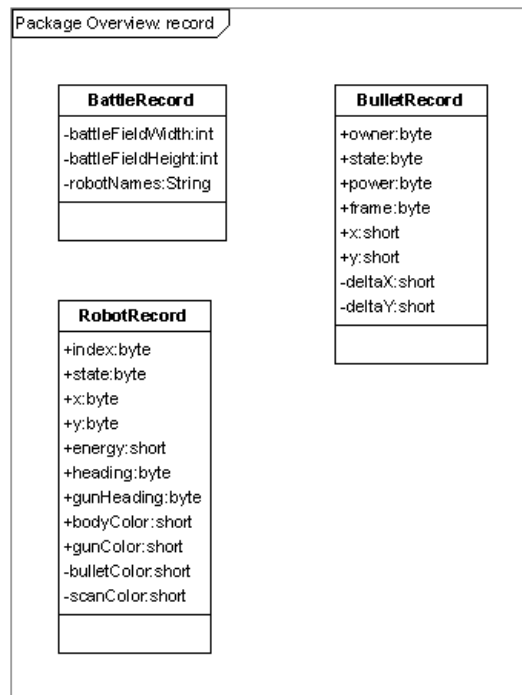 Package Overview: record
BattleRecord
-battleFieldWidth:int
-battleFieldHeight:int
-robotNames:String
BulletRecord
+owner:byte
+state:byte
+power:byte
+frame:byte
+x:short
+y:short
-deltaX:short
-deltaY:short
RobotRecord
+index:byte
+state:byte
+x:byte
+y:byte
+energy:short
+heading:byte
+gunHeading:byte
+bodyColor:short
+gunColor:short
-bulletColor:short
-scanColor:short